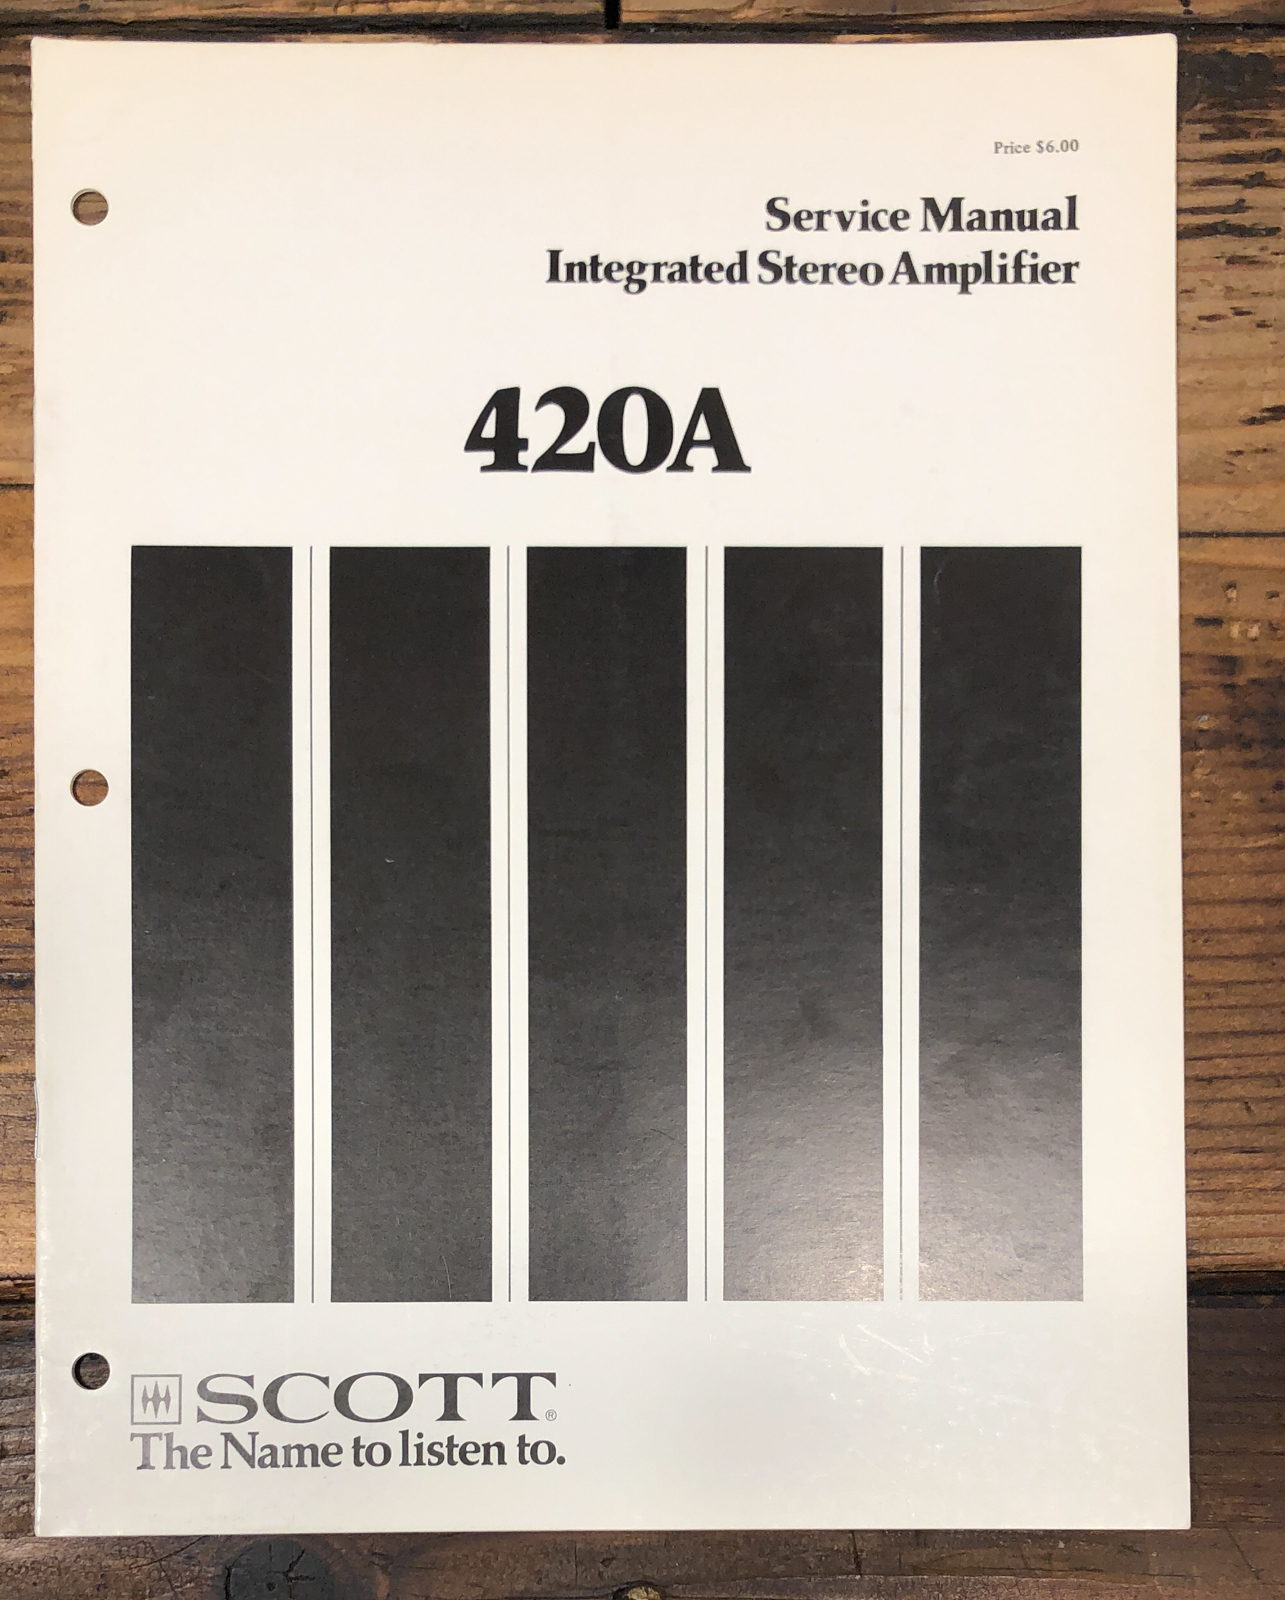 Price $6.00
Service Manual
Integrated Stereo Amplifier
420A
SCOTT®
The Name to listen to.